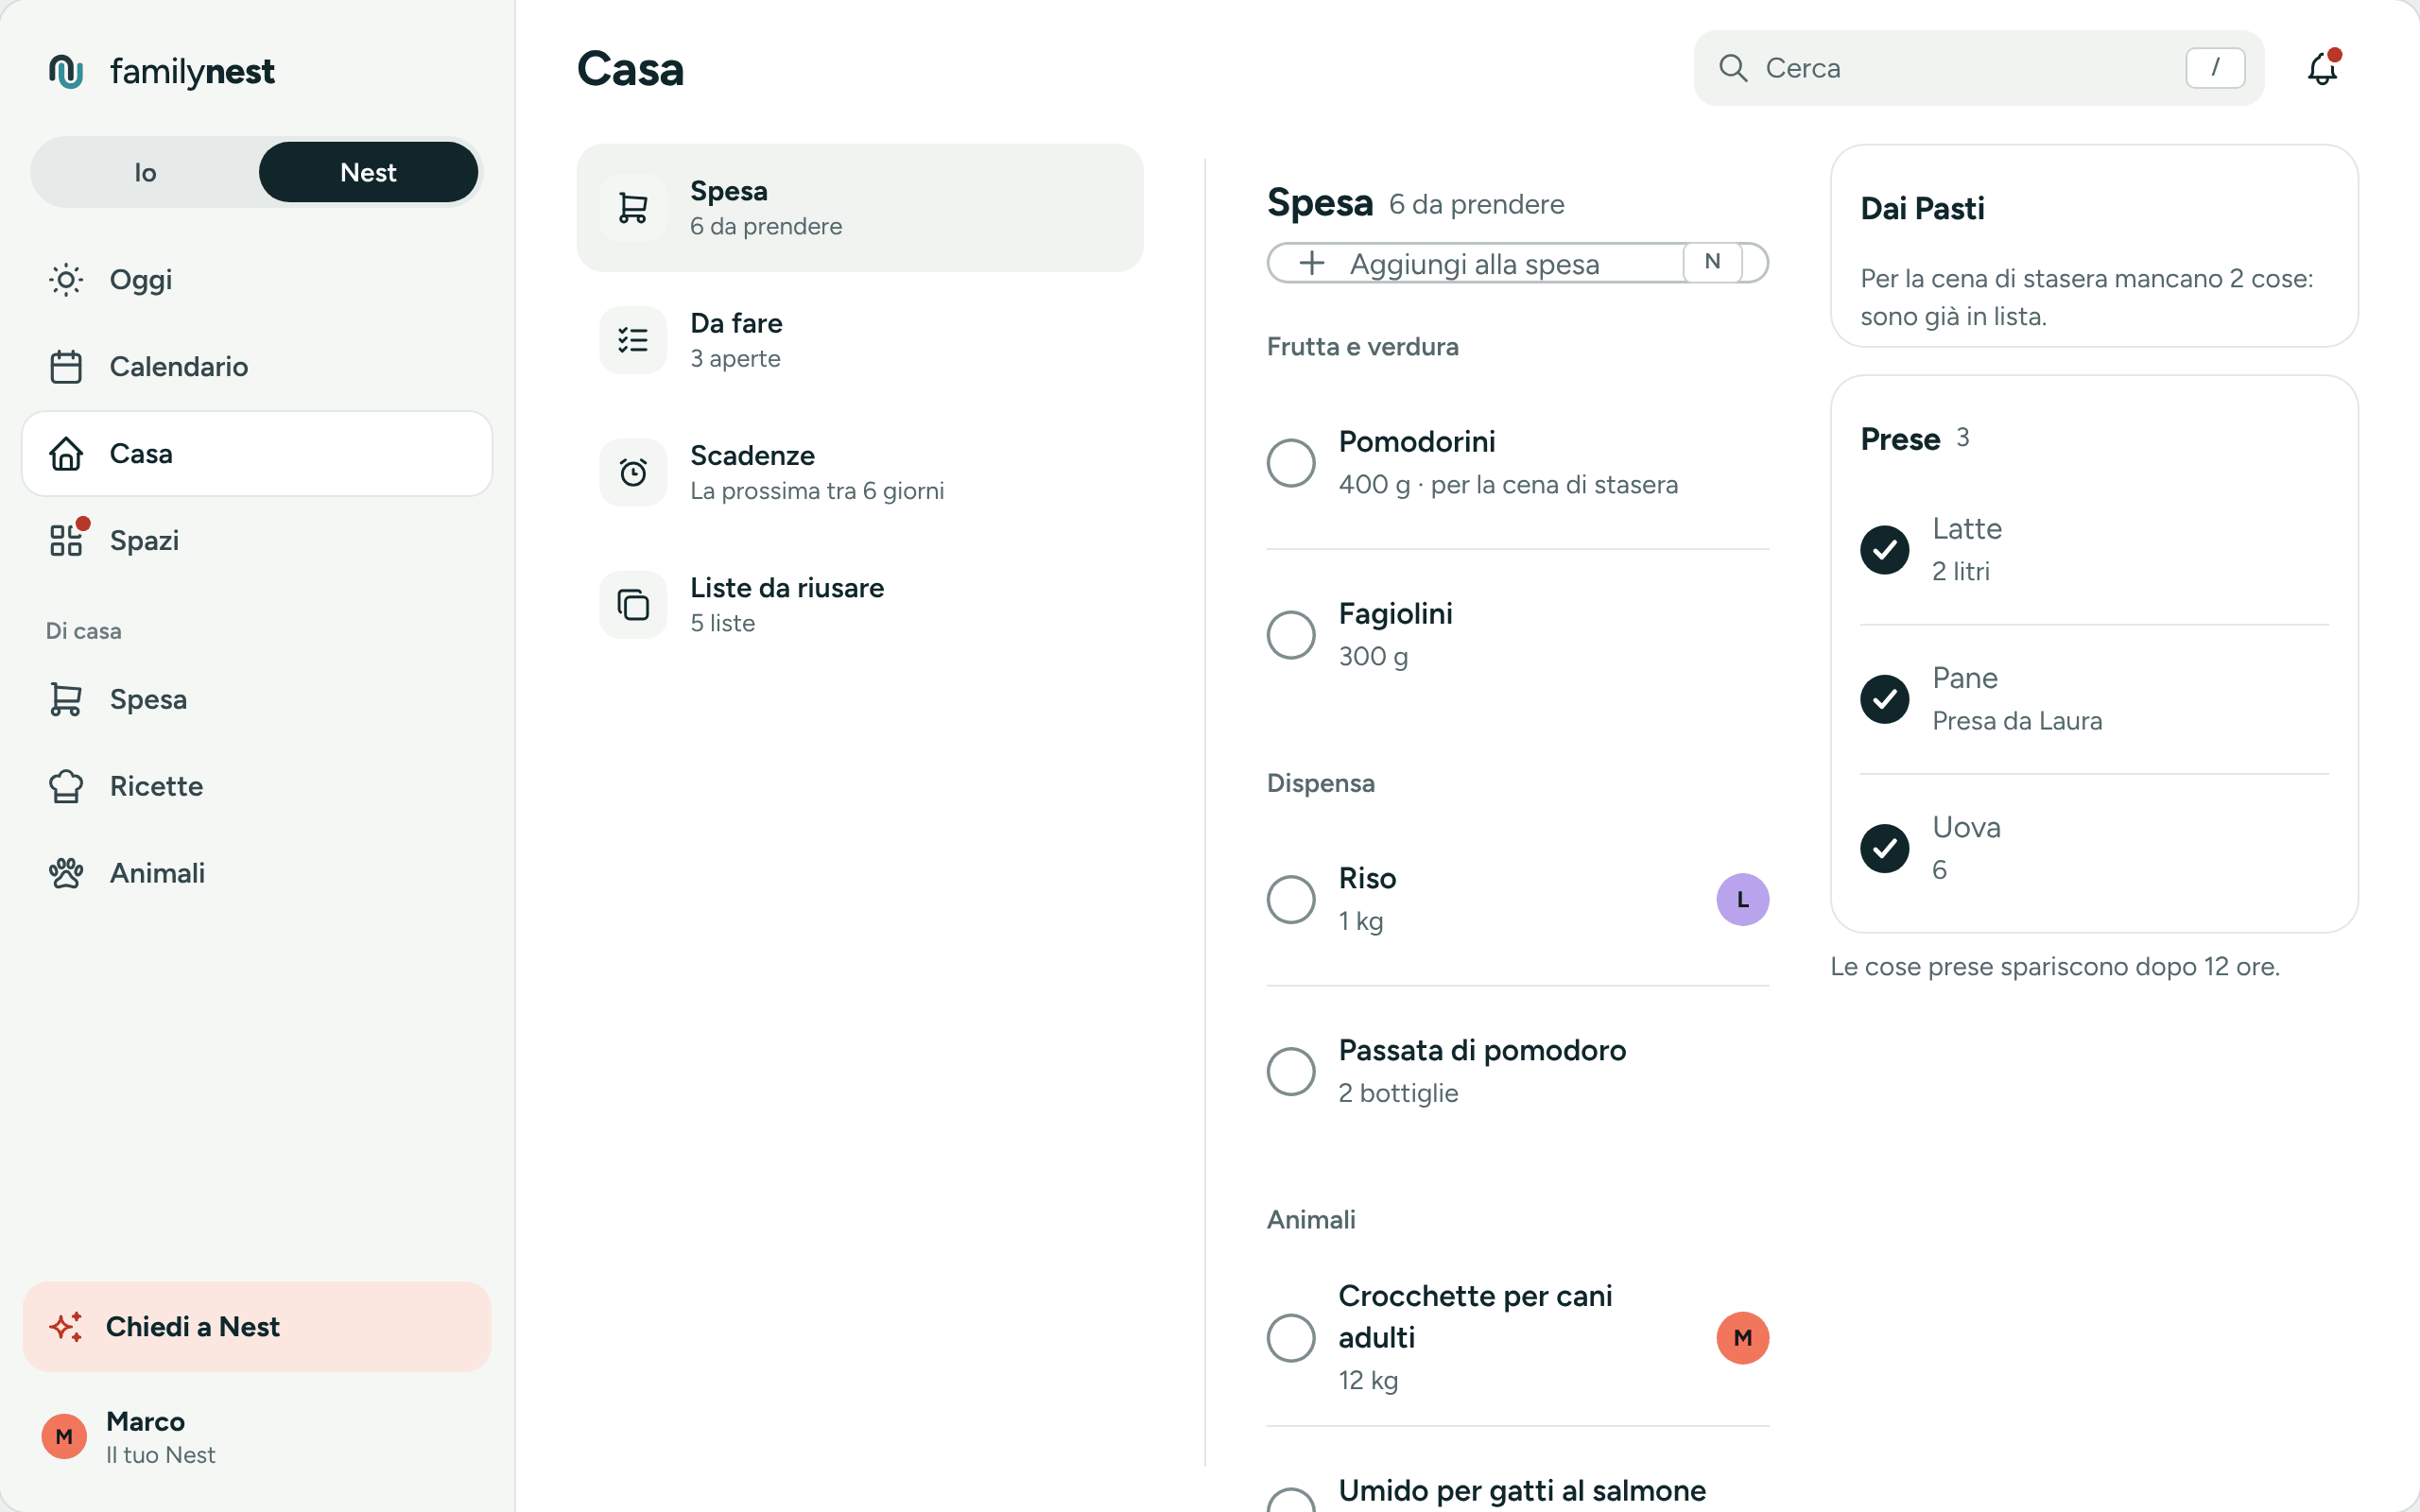 familynest
Io
Nest
Oggi
Calendario
Casa
Spazi
Di casa
Spesa
Ricette
Animali
Chiedi a Nest
M
Marco
Il tuo Nest
Casa
Cerca
/
Spesa
6 da prendere
Da fare
3 aperte
Scadenze
La prossima tra 6 giorni
Liste da riusare
5 liste
Spesa 6 da prendere
Aggiungi alla spesa
N
Frutta e verdura
Pomodorini
400 g · per la cena di stasera
Fagiolini
300 g
Dispensa
Riso
1 kg
L
Passata di pomodoro
2 bottiglie
Animali
Crocchette per cani
adulti
12 kg
M
Umido per gatti al salmone
Dai Pasti
Per la cena di stasera mancano 2 cose:
sono già in lista.
Prese 3
Latte
2 litri
Pane
Presa da Laura
Uova
6
Le cose prese spariscono dopo 12 ore.